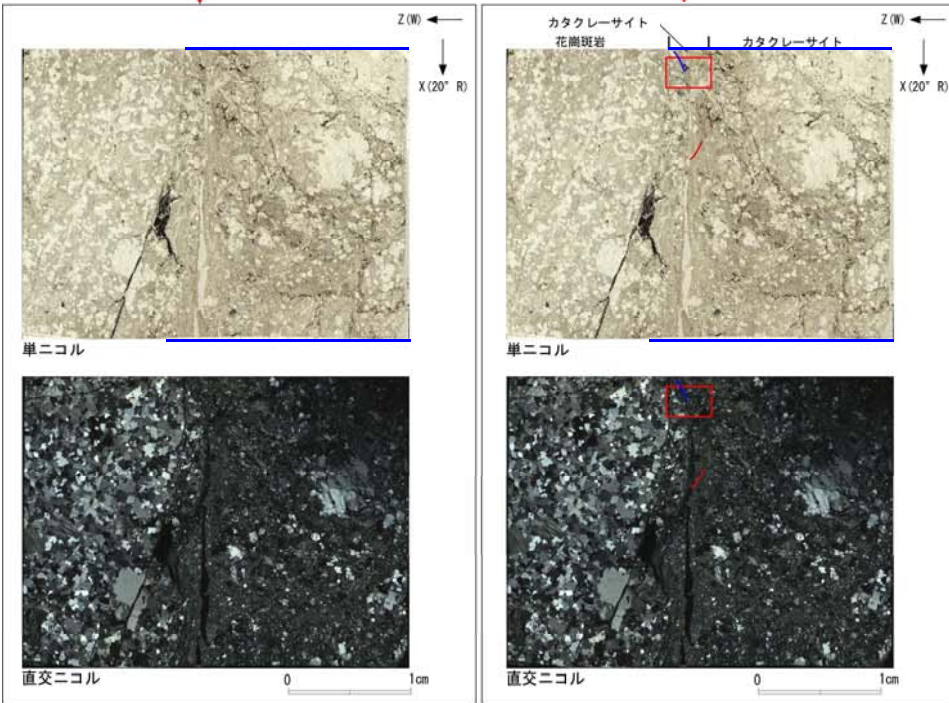 Z(W)
X(20°R)
単ニコル
直交ニコル
0 1cm
カタクレーサイト
花崗斑岩 カタクレーサイト
Z(W)
X(20°R)
単ニコル
直交ニコル
0 1cm